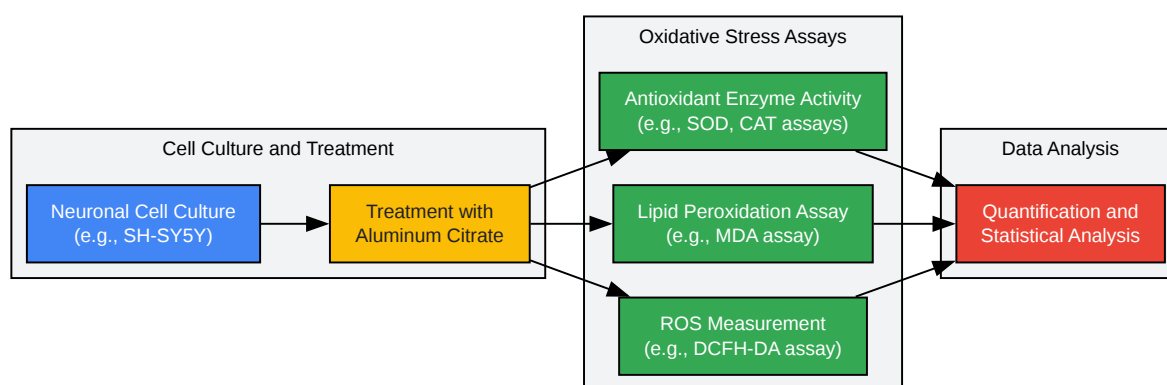 Cell Culture and Treatment
Neuronal Cell Culture
(e.g., SH-SY5Y)
Treatment with
Aluminum Citrate
Oxidative Stress Assays
Antioxidant Enzyme Activity
(e.g., SOD, CAT assays)
Lipid Peroxidation Assay
(e.g., MDA assay)
ROS Measurement
(e.g., DCFH-DA assay)
Data Analysis
Quantification and
Statistical Analysis